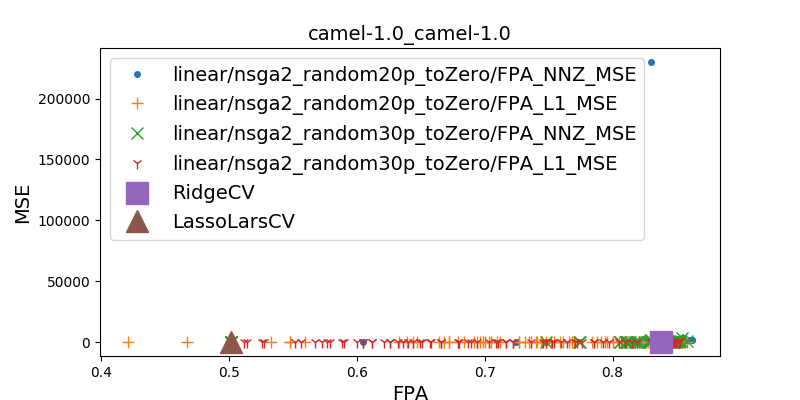 camel-1.0_camel-1.0
linear/nsga2_random20p_toZero/FPA_NNZ_MSE
linear/nsga2_random20p_toZero/FPA_L1_MSE
linear/nsga2_random30p_toZero/FPA_NNZ_MSE
linear/nsga2_random30p_toZero/FPA_L1_MSE
RidgeCV
LassoLarsCV
MSE
200000
150000
100000
50000
0
0.4 0.5 0.6 0.7 0.8
FPA